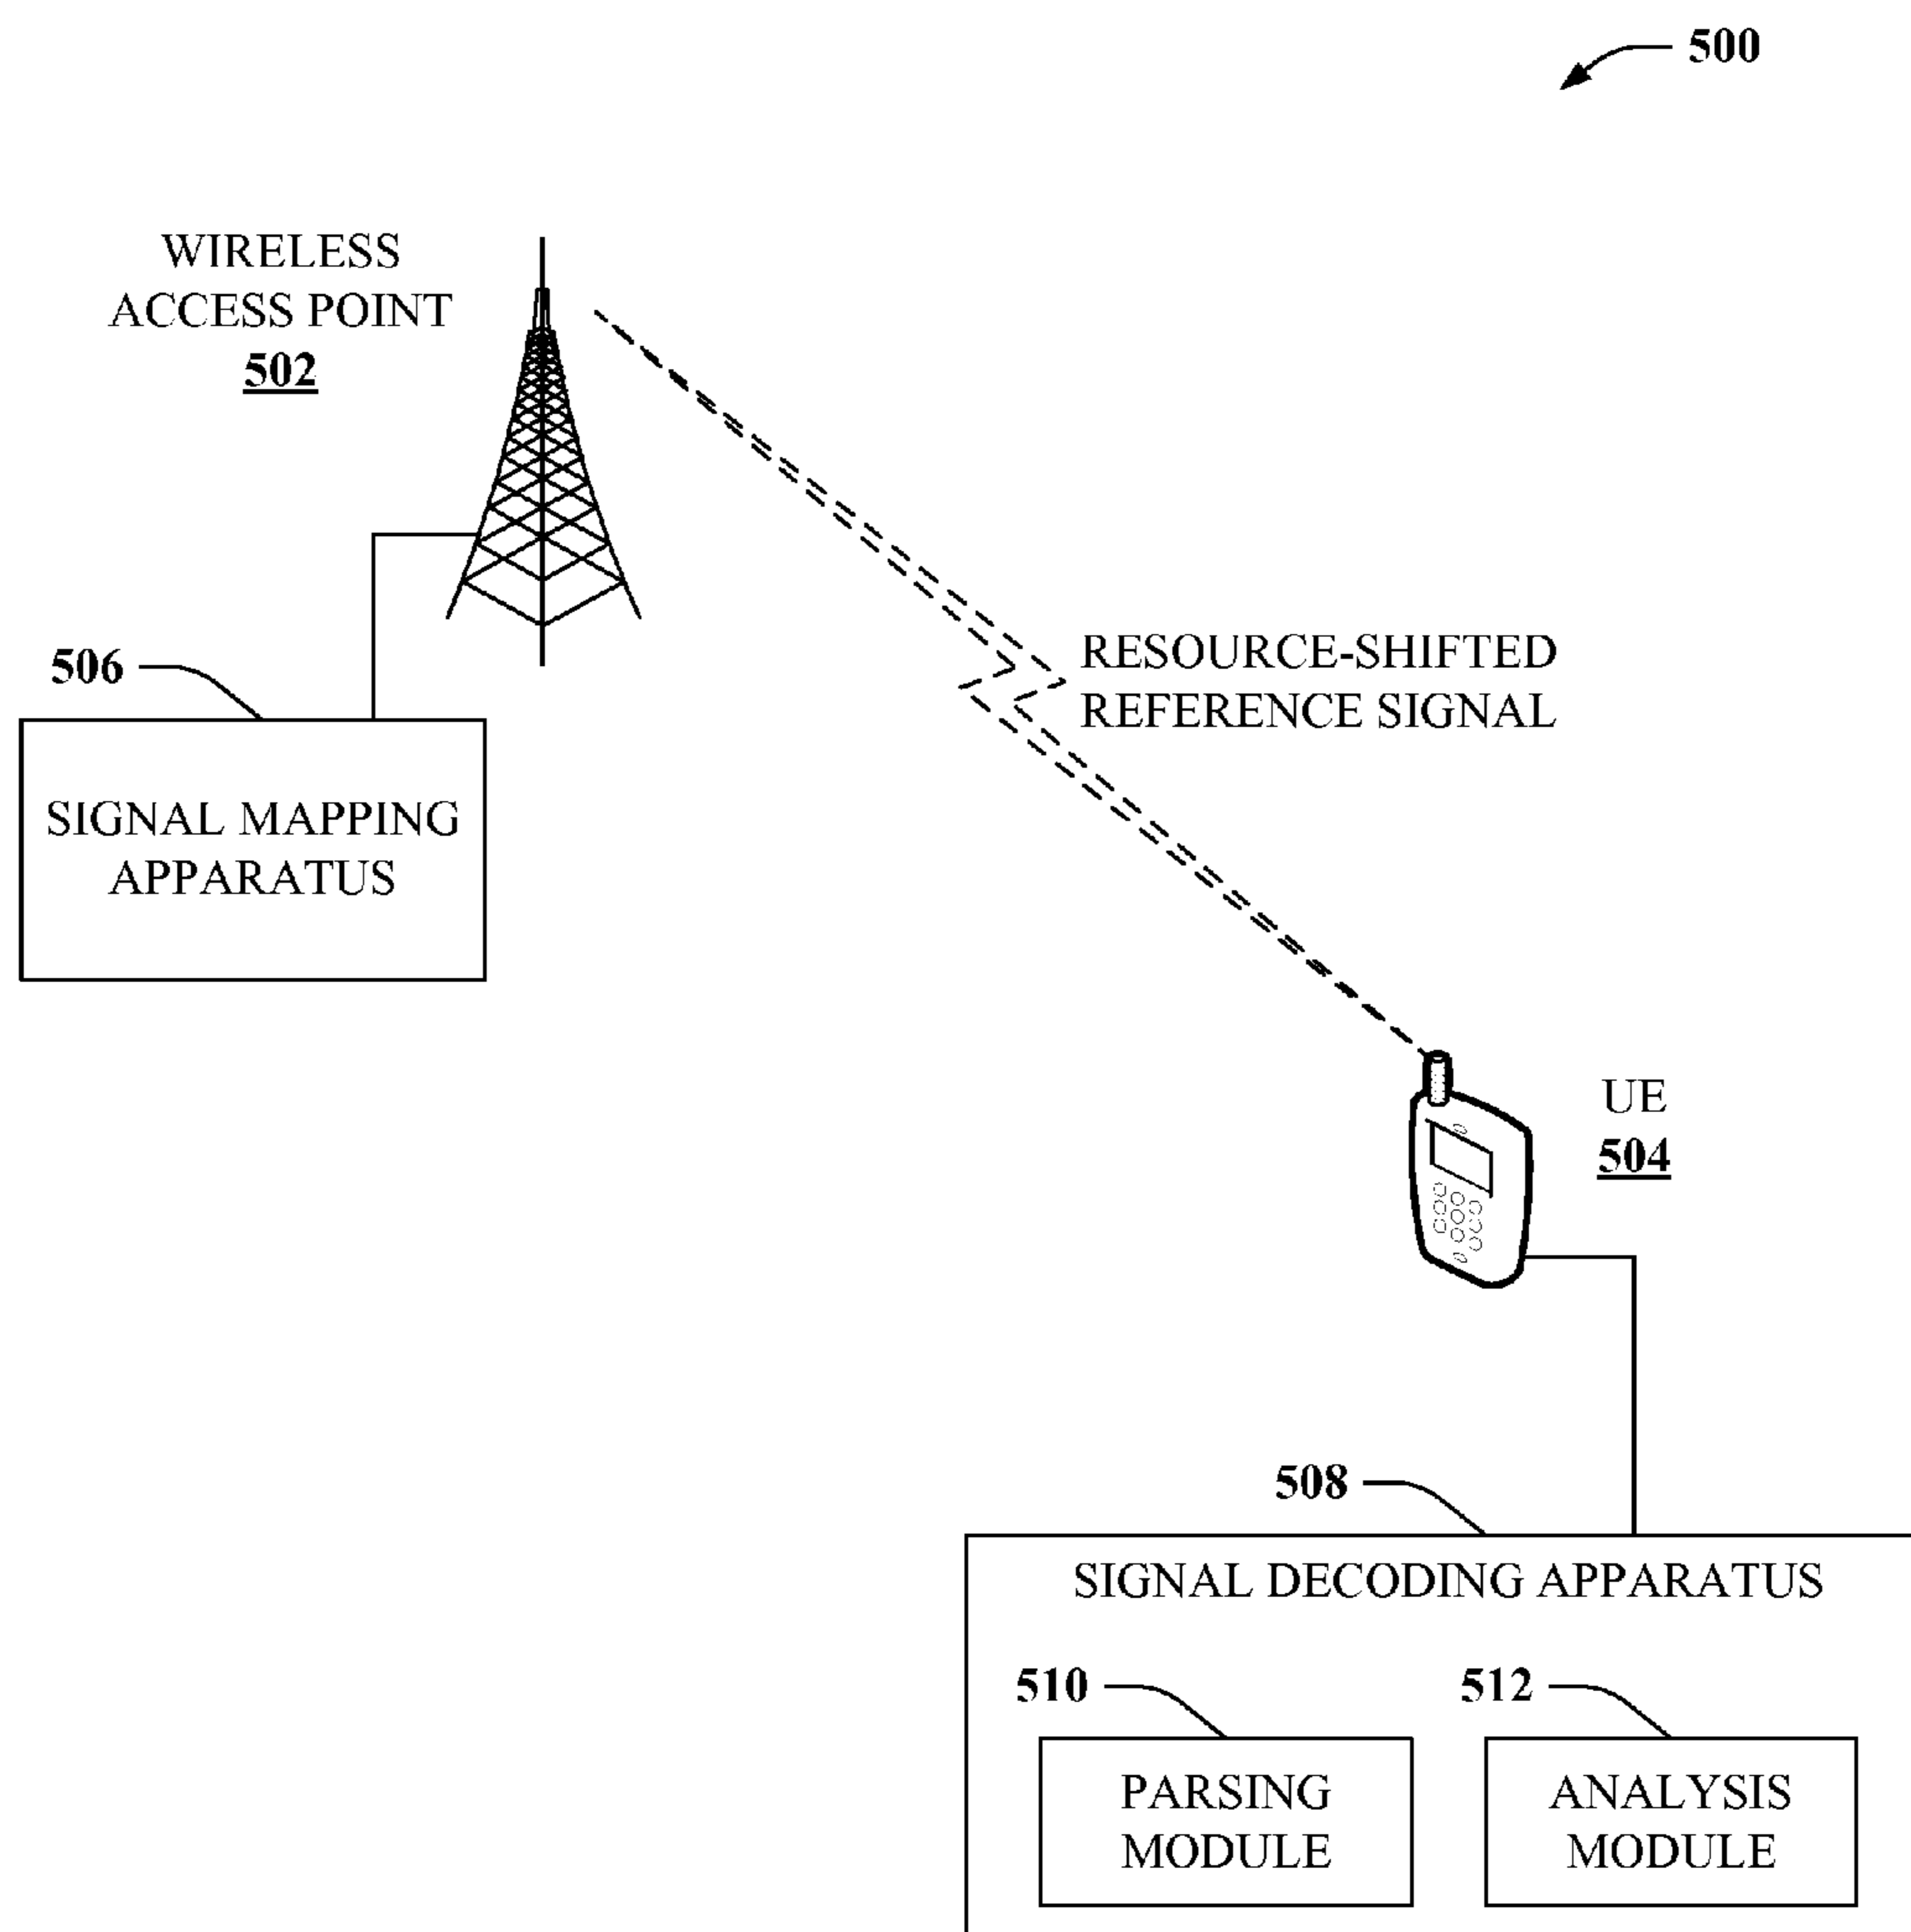 500
WIRELESS
ACCESS POINT
502
RESOURCE-SHIFTED
REFERENCE SIGNAL
506
SIGNAL MAPPING
APPARATUS
UE
504
508
SIGNAL DECODING APPARATUS
510
512
PARSING
MODULE
ANALYSIS
MODULE